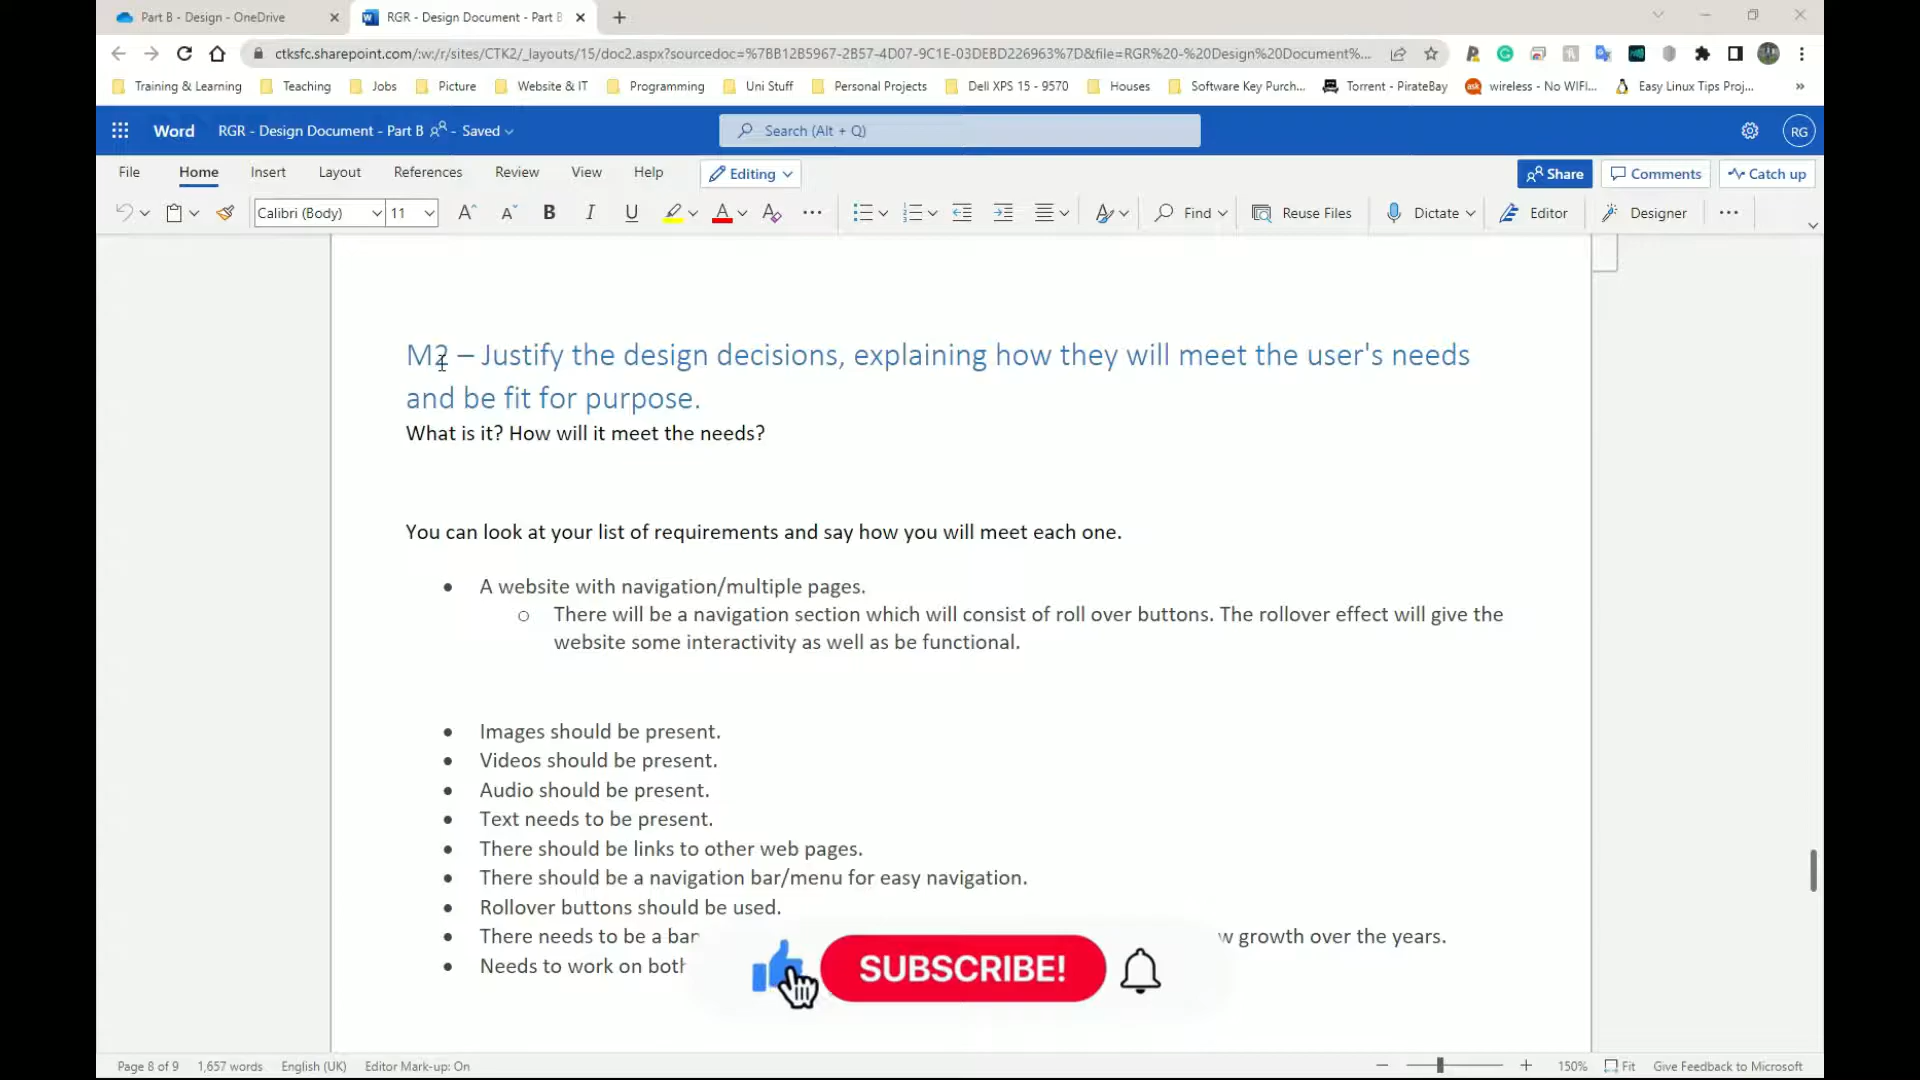 Part B - Design - OneDrive
RGR - Design Document - Part B
ctksfc.sharepoint.com/:w:/r/sites/CTK2/_layouts/15/doc2.aspx?sourcedoc=%7BB12B5967-2B57-4D07-9C1E-03DEBD226963%7D&file=RGR%20-%20Design%20Document%...
Training & Learning Teaching Jobs Picture Website & IT Programming Uni Stuff Personal Projects Dell XPS 15 - 9570 Houses Software Key Purch... Torrent - PirateBay wireless - No WIFI... Easy Linux Tips Proj... »
Word RGR - Design Document - Part B - Saved Search (Alt + Q) RG
File Home Insert Layout References Review View Help Editing Share Comments Catch up
Calibri (Body) 11 A A B I U A A Find Reuse Files Dictate Editor Designer
M2 – Justify the design decisions, explaining how they will meet the user's needs
and be fit for purpose.
What is it? How will it meet the needs?
You can look at your list of requirements and say how you will meet each one.
• A website with navigation/multiple pages.
o There will be a navigation section which will consist of roll over buttons. The rollover effect will give the
website some interactivity as well as be functional.
• Images should be present.
• Videos should be present.
• Audio should be present.
• Text needs to be present.
• There should be links to other web pages.
• There should be a navigation bar/menu for easy navigation.
• Rollover buttons should be used.
• There needs to be a growth over the years.
• Needs to work on both
SUBSCRIBE!
Page 8 of 9 1,657 words English (UK) Editor Mark-up: On 150% Fit Give Feedback to Microsoft